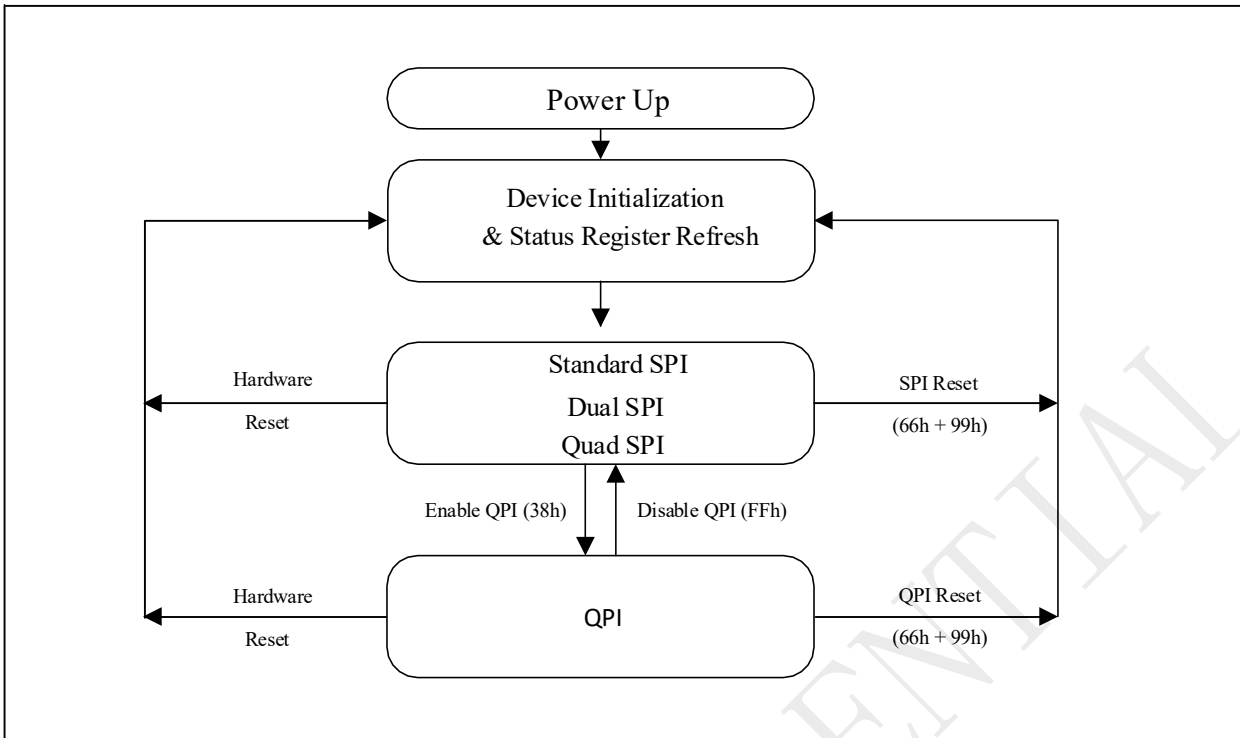 Power Up
Device Initialization
& Status Register Refresh
Standard SPI
Dual SPI
Quad SPI
Hardware
Reset
SPI Reset
(66h + 99h)
Enable QPI (38h)
Disable QPI (FFh)
QPI
Hardware
Reset
QPI Reset
(66h + 99h)
ENTIAL